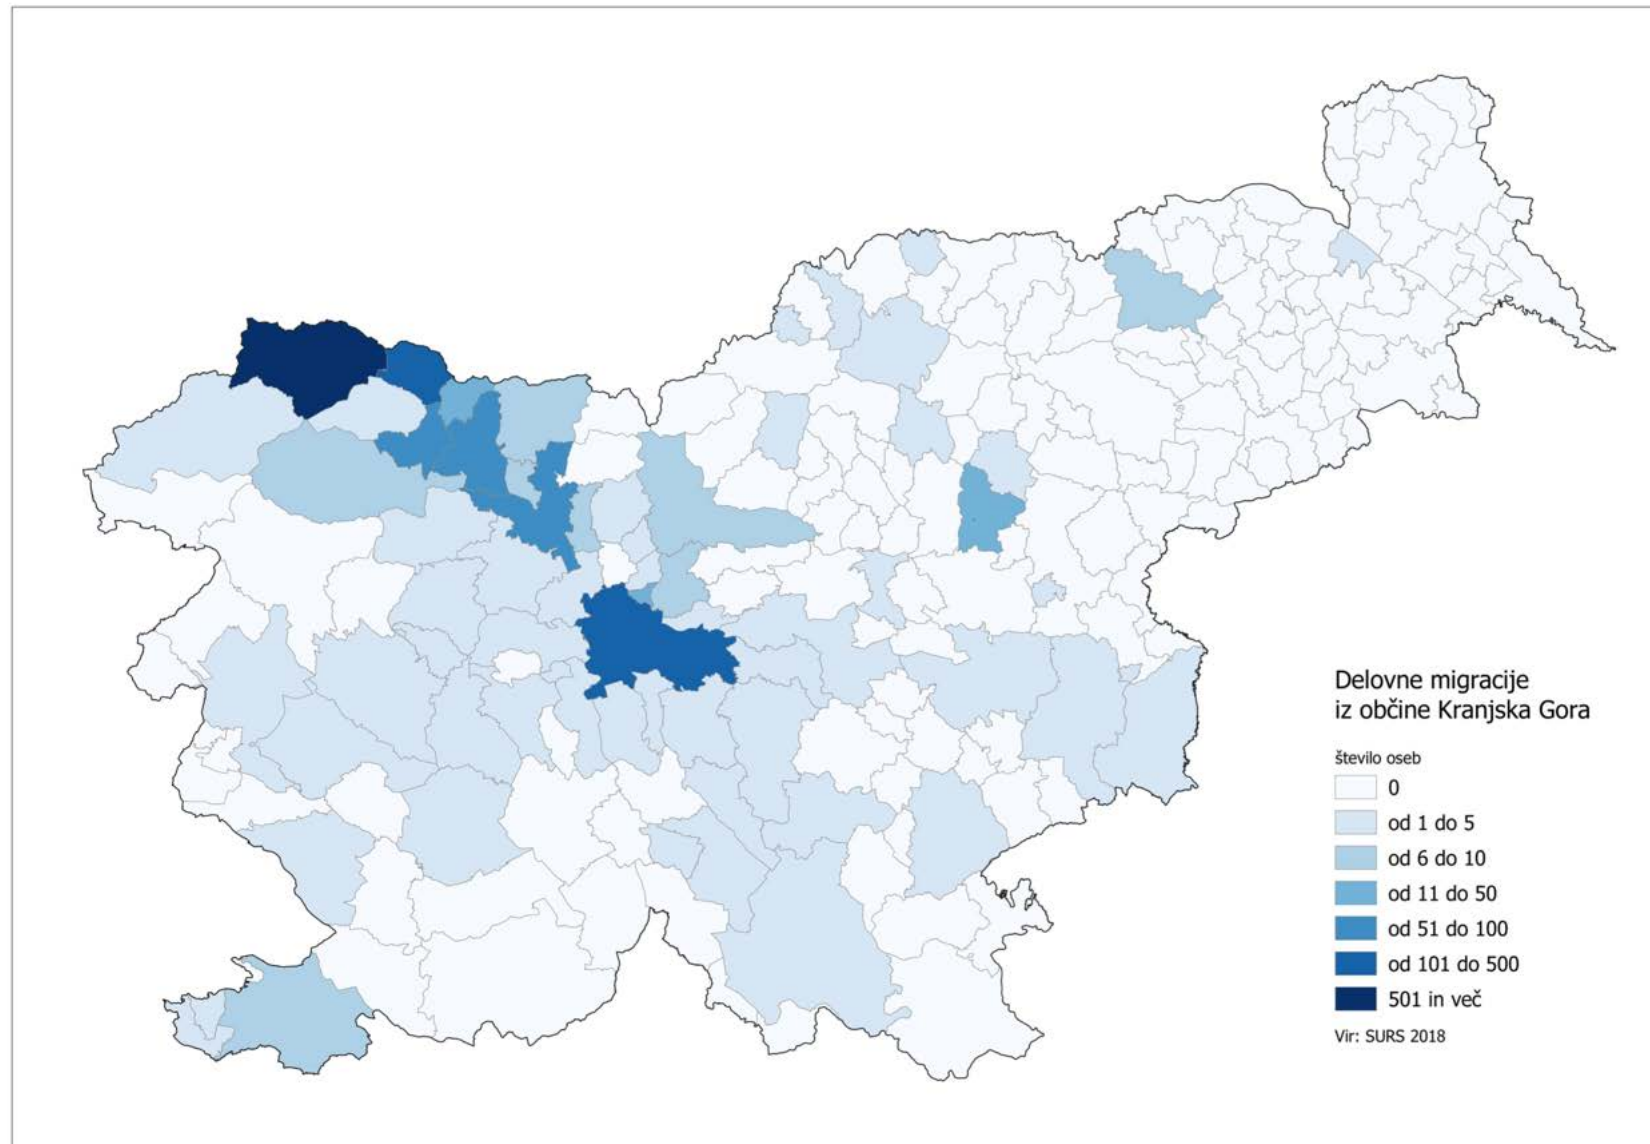 Delovne migracije
iz občine Kranjska Gora
število oseb
0
od 1 do 5
od 6 do 10
od 11 do 50
od 51 do 100
od 101 do 500
501 in več
Vir: SURS 2018